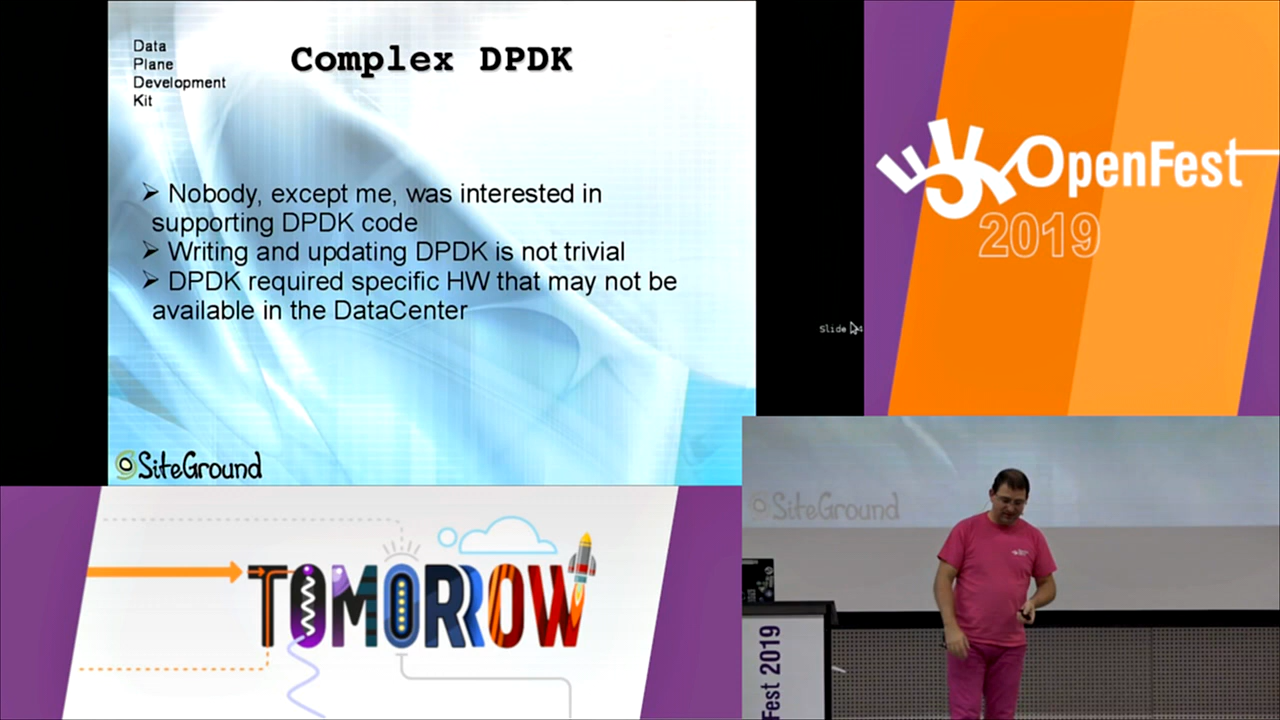 Data
Plane
Development
Kit
Complex DPDK
➢ Nobody, except me, was interested in
supporting DPDK code
➢ Writing and updating DPDK is not trivial
➢ DPDK required specific HW that may not be
available in the DataCenter
SiteGround
Slide
OpenFest
2019
TOMORROW
SiteGround
Fest 2019